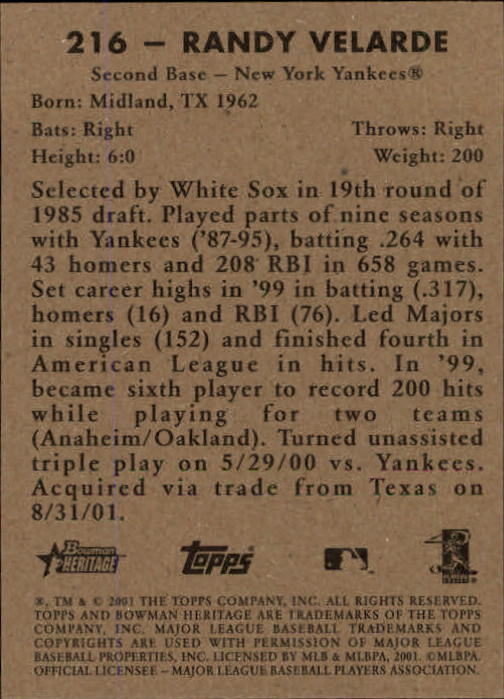 216 – RANDY VELARDE
Second Base – New York Yankees®
Born: Midland, TX 1962
Bats: Right Throws: Right
Height: 6:0 Weight: 200
Selected by White Sox in 19th round of
1985 draft. Played parts of nine seasons
with Yankees ('87-95), batting .264 with
43 homers and 208 RBI in 658 games.
Set career highs in '99 in batting (.317),
homers (16) and RBI (76). Led Majors
in singles (152) and finished fourth in
American League in hits. In '99,
became sixth player to record 200 hits
while playing for two teams
(Anaheim/Oakland). Turned unassisted
triple play on 5/29/00 vs. Yankees.
Acquired via trade from Texas on
8/31/01.
Bowman
HERITAGE
Topps
®, TM & © 2001 THE TOPPS COMPANY, INC. ALL RIGHTS RESERVED.
TOPPS AND BOWMAN HERITAGE ARE TRADEMARKS OF THE TOPPS
COMPANY, INC. MAJOR LEAGUE BASEBALL TRADEMARKS AND
COPYRIGHTS ARE USED WITH PERMISSION OF MAJOR LEAGUE
BASEBALL PROPERTIES, INC. LICENSED BY MLB & MLBPA, 2001. ©MLBPA.
OFFICIAL LICENSEE – MAJOR LEAGUE BASEBALL PLAYERS ASSOCIATION.